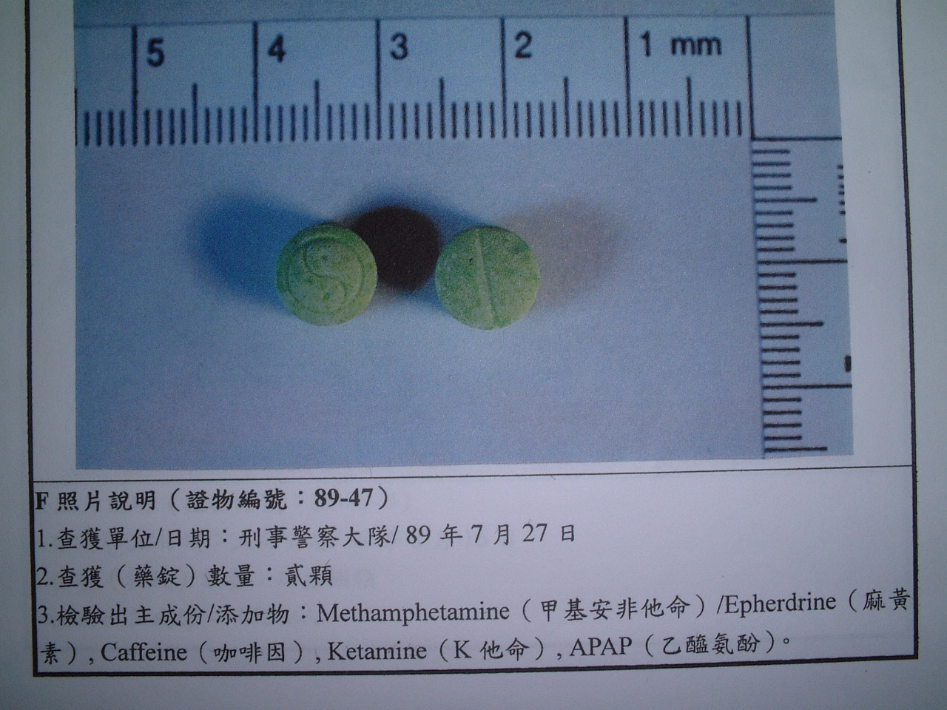 5 4 3 2 1 mm
F 照片說明（證物編號：89-47）
1.查獲單位/日期：刑事警察大隊/ 89 年 7 月 27 日
2.查獲（藥錠）數量：貳顆
3.檢驗出主成份/添加物：Methamphetamine（甲基安非他命）/Epherdrine（麻黃
素）, Caffeine（咖啡因）, Ketamine（K 他命）, APAP（乙醯氨酚）。